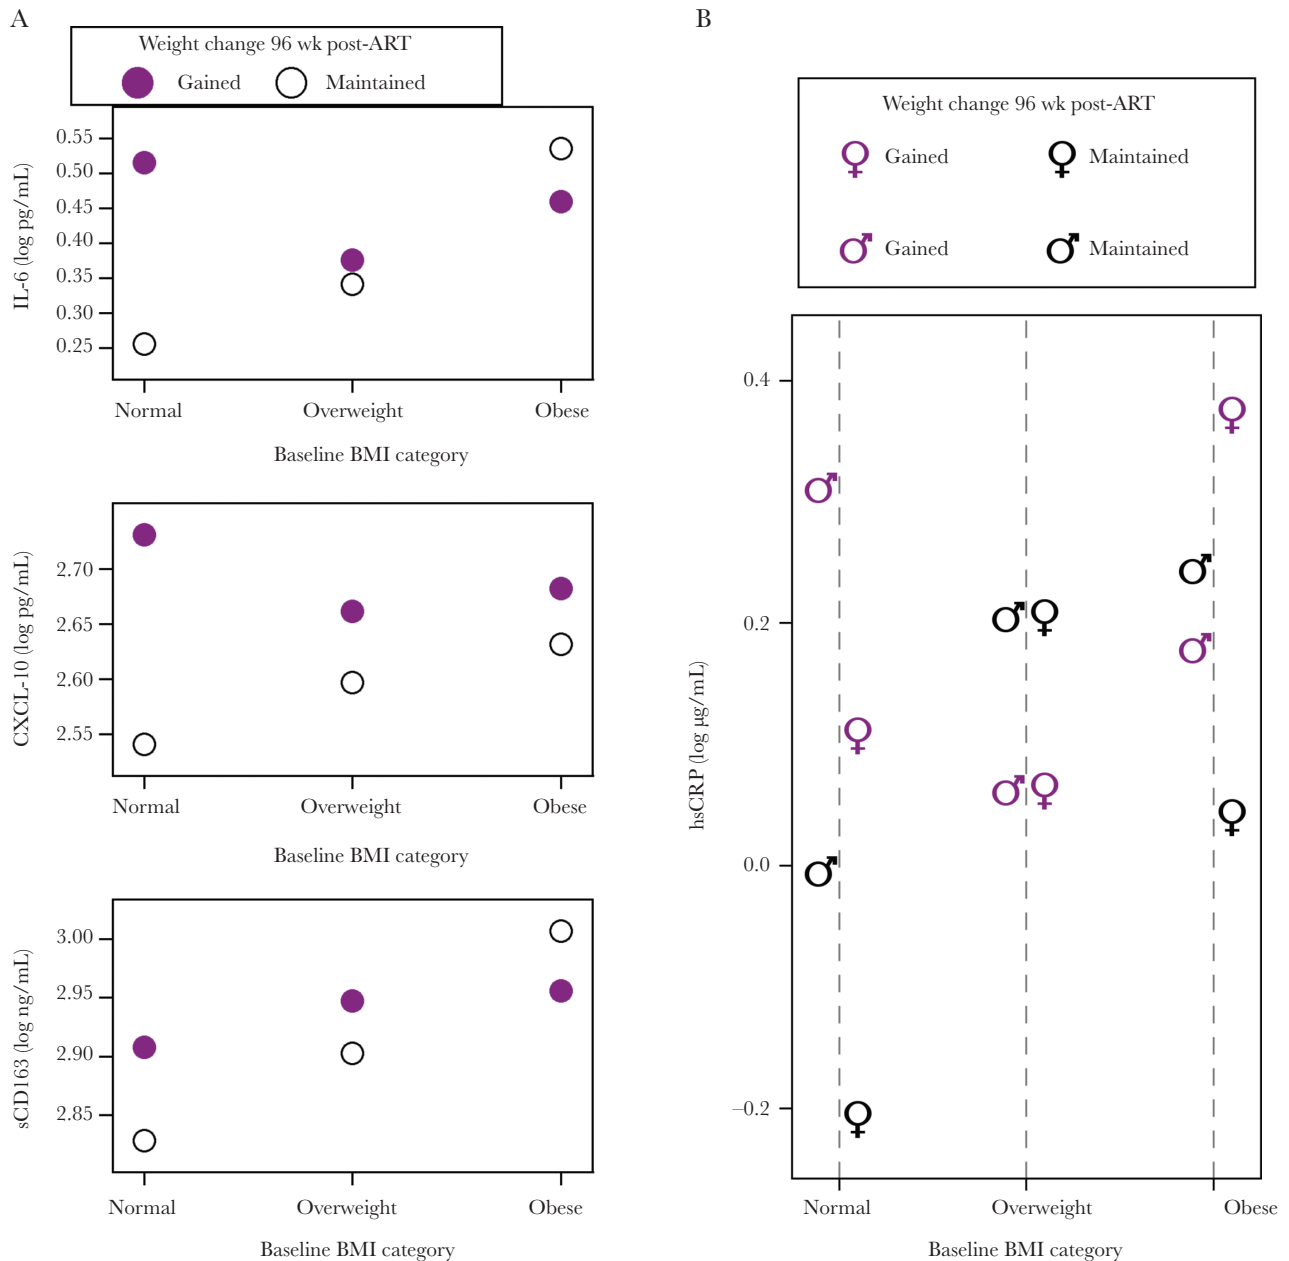 A
Weight change 96 wk post-ART
Gained Maintained
IL-6 (log pg/mL)
0.55
0.50
0.45
0.40
0.35
0.30
0.25
Normal Overweight Obese
Baseline BMI category
CXCL-10 (log pg/mL)
2.70
2.65
2.60
2.55
Normal Overweight Obese
Baseline BMI category
sCD163 (log ng/mL)
3.00
2.95
2.90
2.85
Normal Overweight Obese
Baseline BMI category
B
Weight change 96 wk post-ART
♀ Gained ♀ Maintained
♂ Gained ♂ Maintained
hsCRP (log µg/mL)
0.4
0.2
0.0
–0.2
Normal Overweight Obese
Baseline BMI category